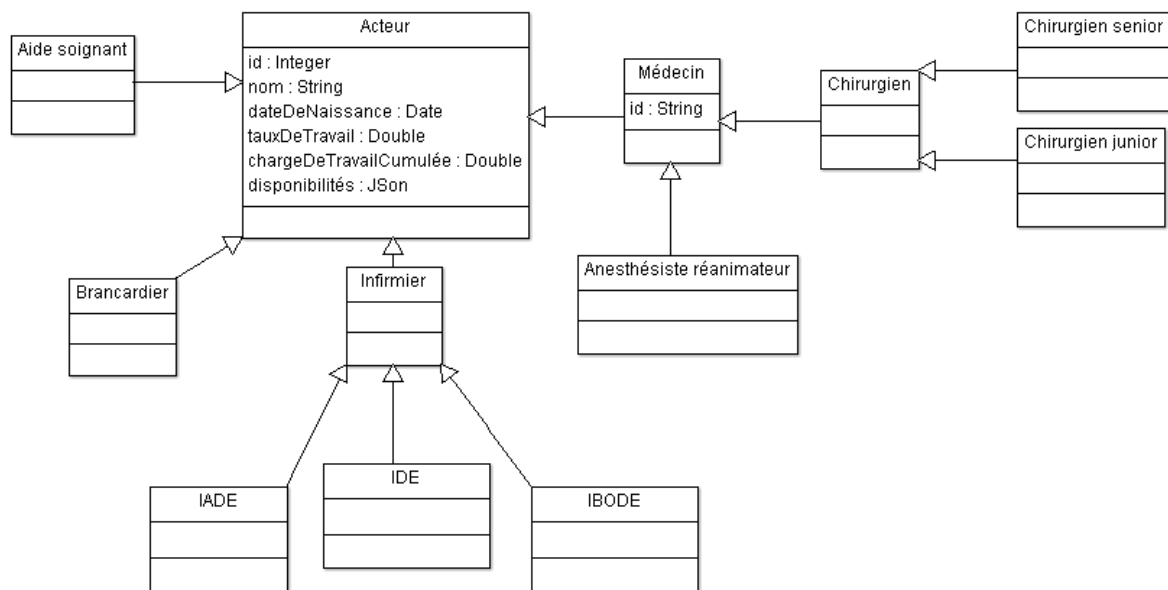 Acteur
id : Integer
nom : String
dateDeNaissance : Date
tauxDeTravail : Double
chargeDeTravailCumulée : Double
disponibilités : JSon
Aide soignant
Médecin
id : String
Chirurgien
Chirurgien senior
Chirurgien junior
Brancardier
Infirmier
Anesthésiste réanimateur
IADE
IDE
IBODE